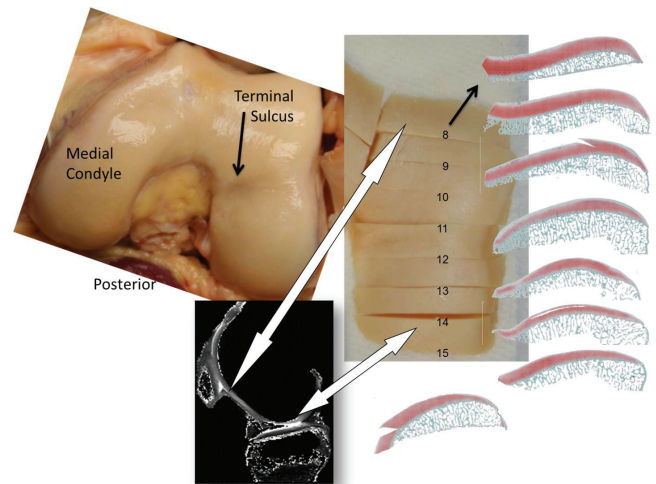 Terminal
Sulcus
Medial
Condyle
Posterior
8
9
10
11
12
13
14
15